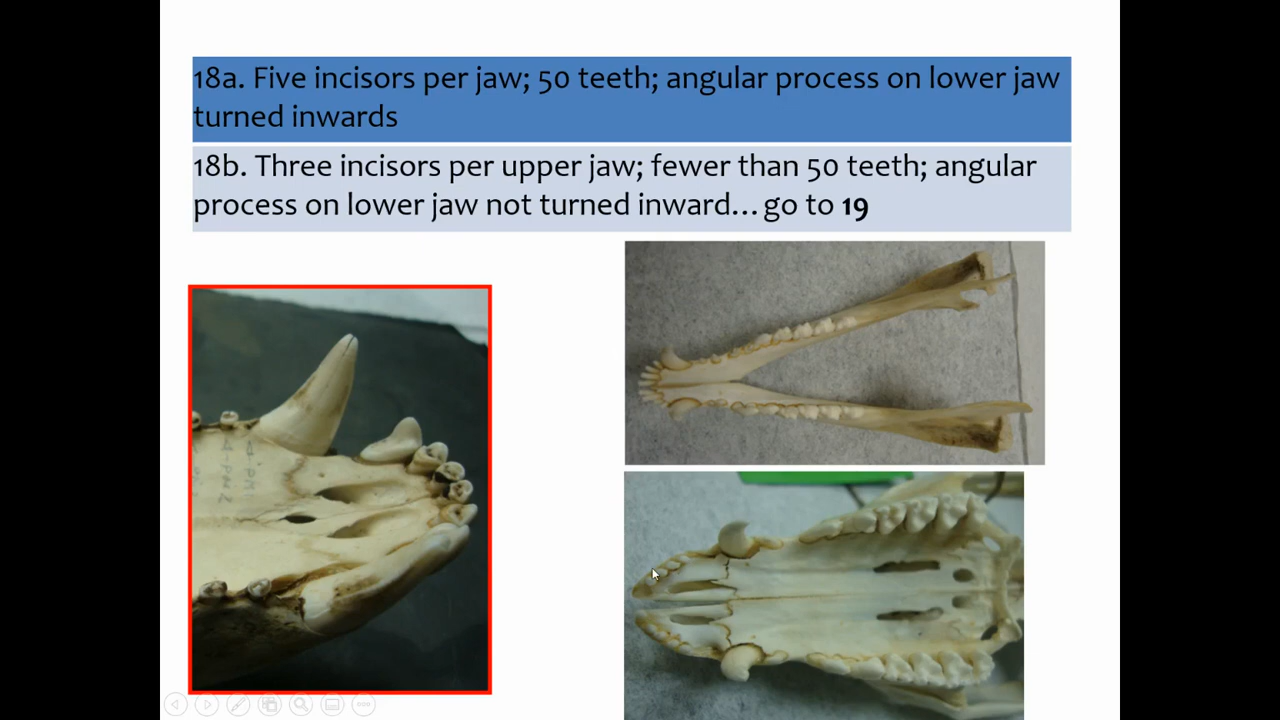 18a. Five incisors per jaw; 50 teeth; angular process on lower jaw
turned inwards
18b. Three incisors per upper jaw; fewer than 50 teeth; angular
process on lower jaw not turned inward… go to 19